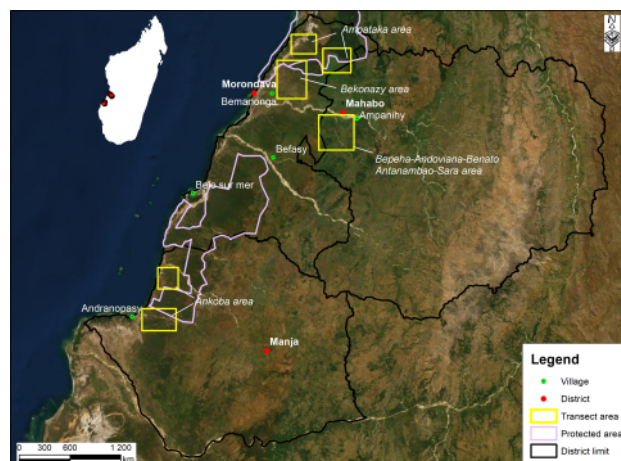 Ampataka area
N
Morondava
Bemanonga
Bekonazy area
Mahabo
Ampanihy
Befasy
Bepeha-Andoviana-Benato
Antanambao-Sara area
Belo sur mer
Andranopasy
Ankoba area
Manja
Legend
Village
District
Transect area
Protected area
District limit
0 300 600 1 200
km